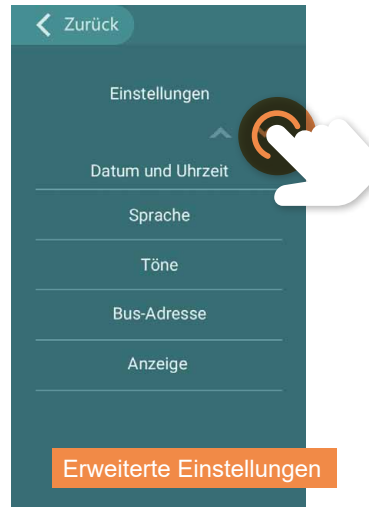 Zurück
Einstellungen
Datum und Uhrzeit
Sprache
Töne
Bus-Adresse
Anzeige
Erweiterte Einstellungen